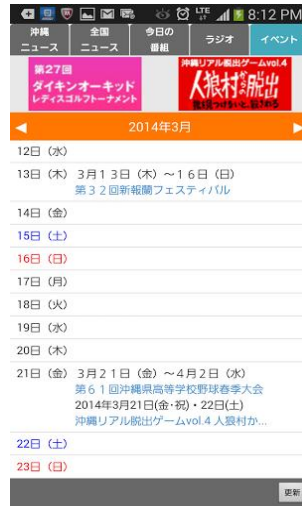 LTE 8:12 PM
沖縄 全国 今日の ラジオ イベント
ニュース ニュース 番組
第27回
ダイキンオーキッド
レディスゴルフトーナメント
沖縄リアル脱出ゲームvol.4
人狼村からの脱出
2014年3月
12日（水）
13日（木） 3月13日（木）～16日（日）
第32回新報蘭フェスティバル
14日（金）
15日（土）
16日（日）
17日（月）
18日（火）
19日（水）
20日（木）
21日（金） 3月21日（金）～4月2日（水）
第61回沖縄県高等学校野球春季大会
2014年3月21日(金・祝)・22日(土)
沖縄リアル脱出ゲームvol.4 人狼村か...
22日（土）
23日（日）
更新